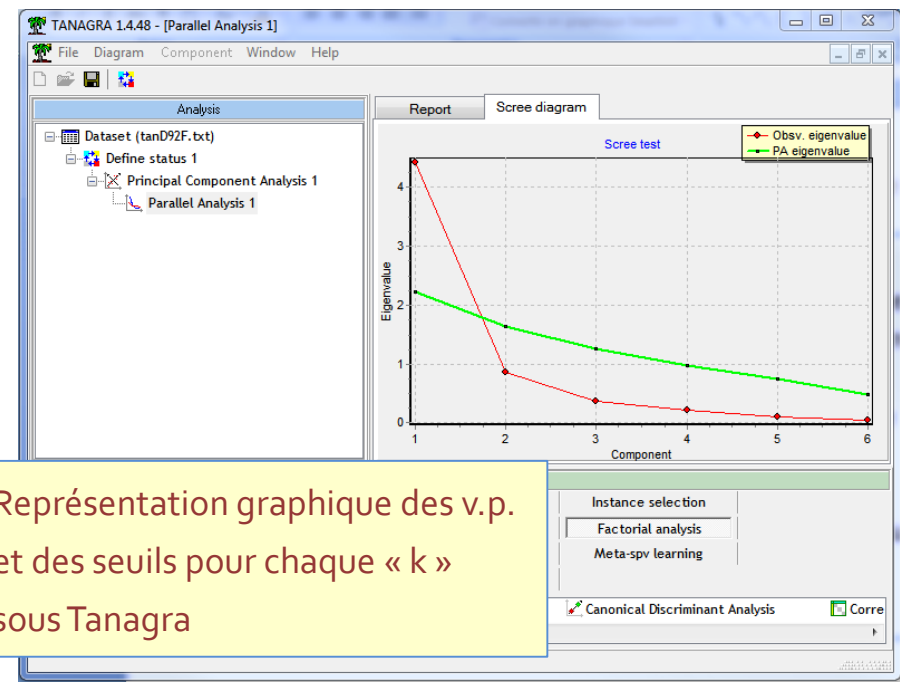 TANAGRA 1.4.48 - [Parallel Analysis 1]
File Diagram Component Window Help
Analysis
Dataset (tanD92F.txt)
Define status 1
Principal Component Analysis 1
Parallel Analysis 1
Report Scree diagram
Scree test
Obsv. eigenvalue
PA eigenvalue
Eigenvalue
4
3
2
1
0
1 2 3 4 5 6
Component
Représentation graphique des v.p.
et des seuils pour chaque « k »
sous Tanagra
Instance selection
Factorial analysis
Meta-spv learning
Canonical Discriminant Analysis Corre